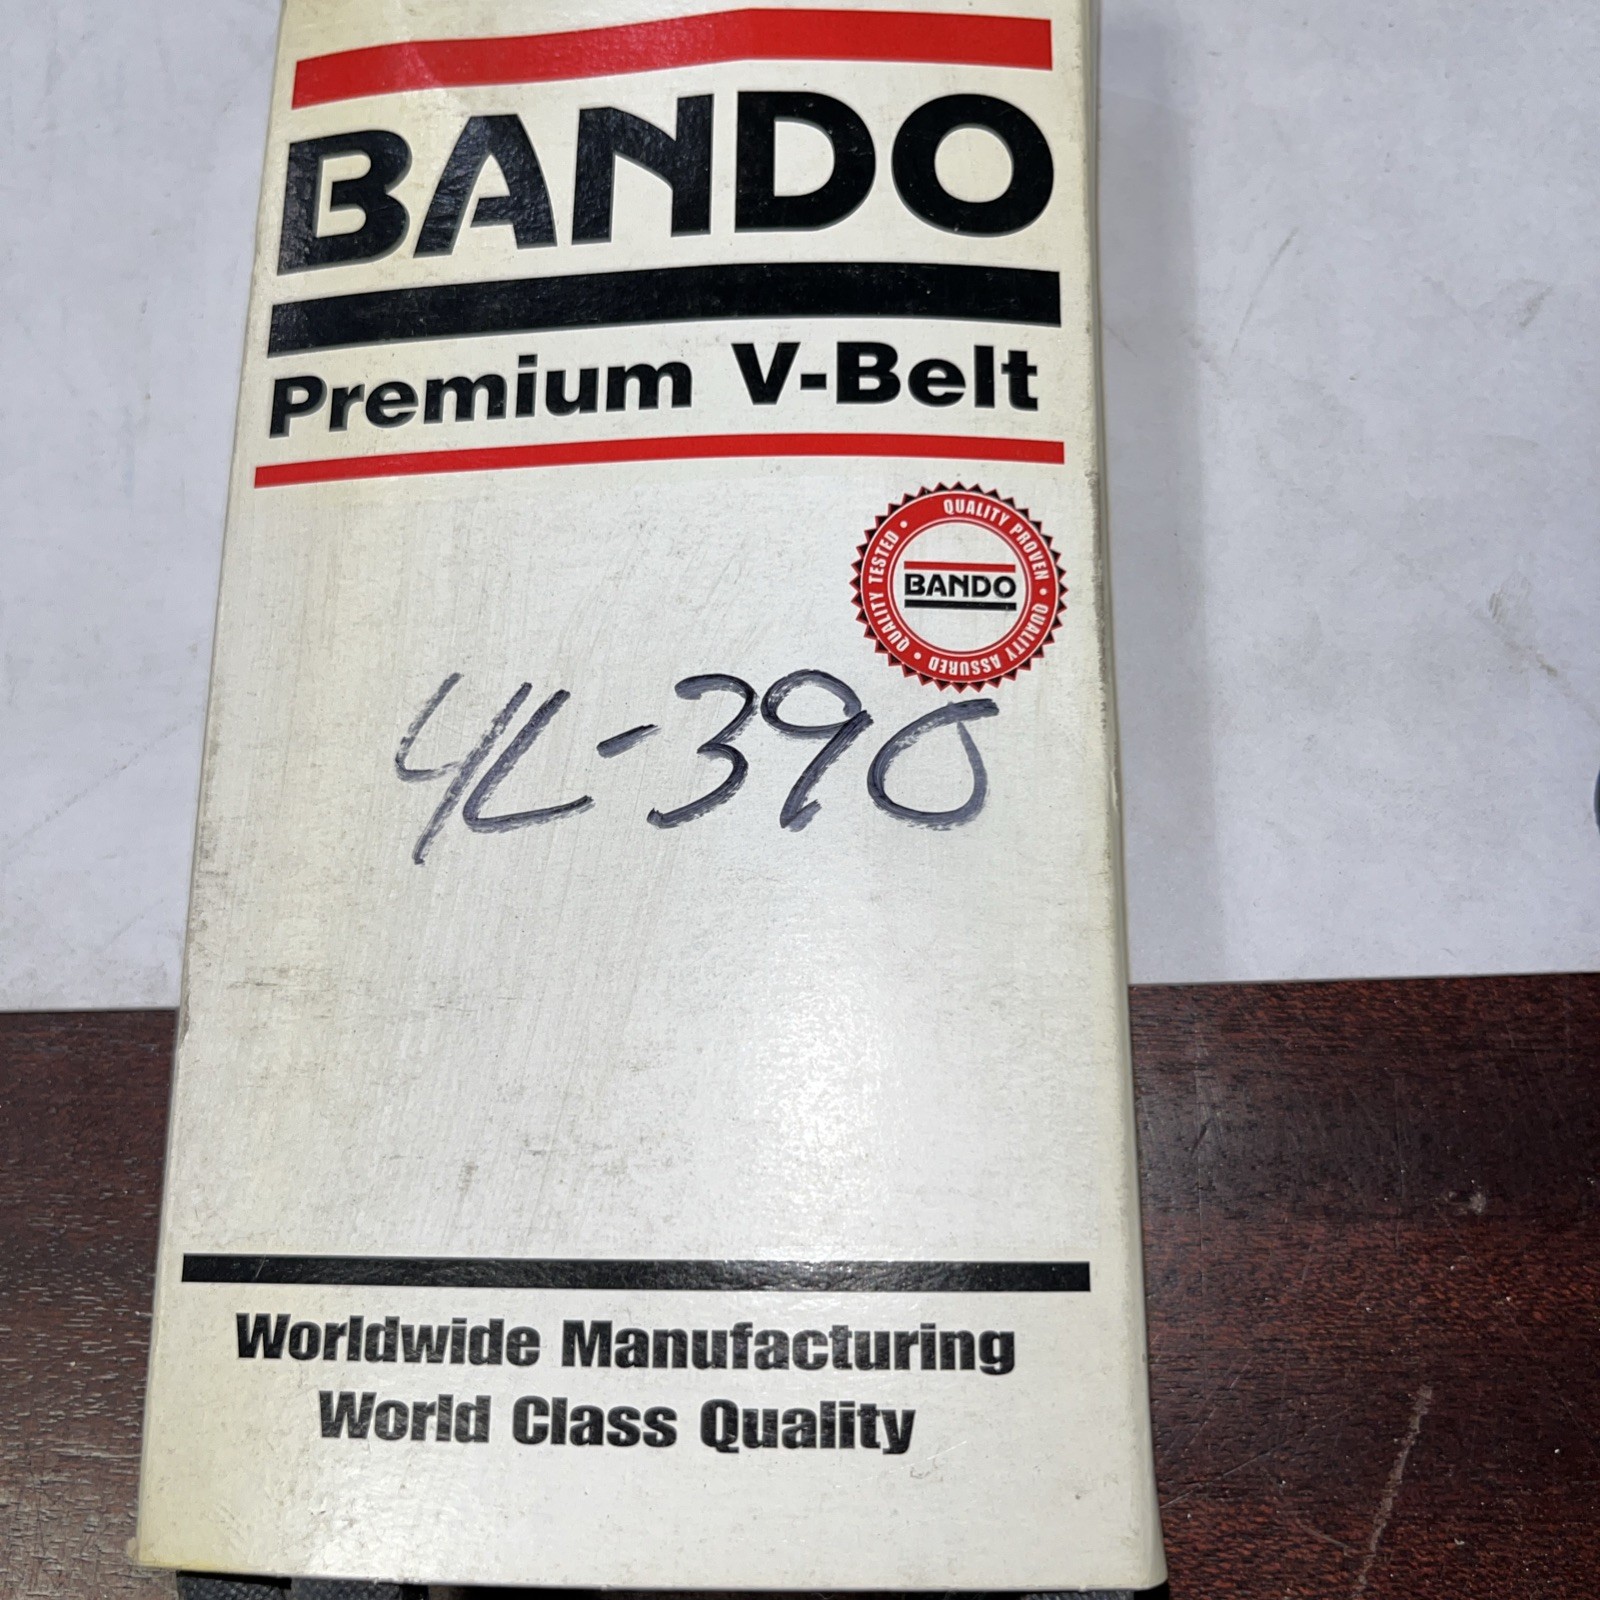 BANDO
Premium V-Belt
QUALITY PROVEN • QUALITY ASSURED • QUALITY TESTED •
BANDO
4L-390
Worldwide Manufacturing
World Class Quality